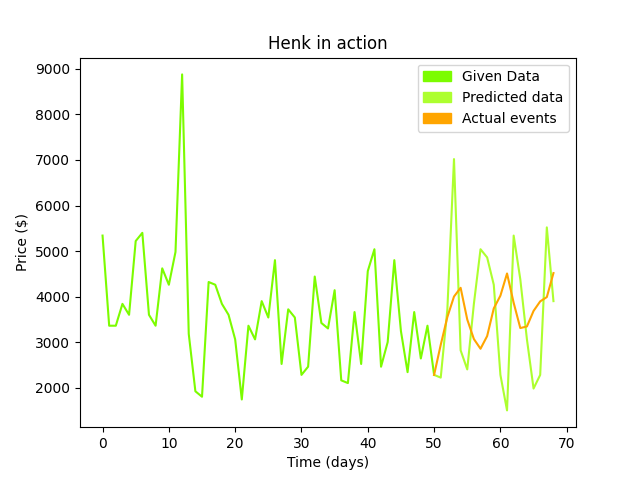 Henk in action
Given Data
Predicted data
Actual events
Price ($)
9000
8000
7000
6000
5000
4000
3000
2000
0 10 20 30 40 50 60 70
Time (days)